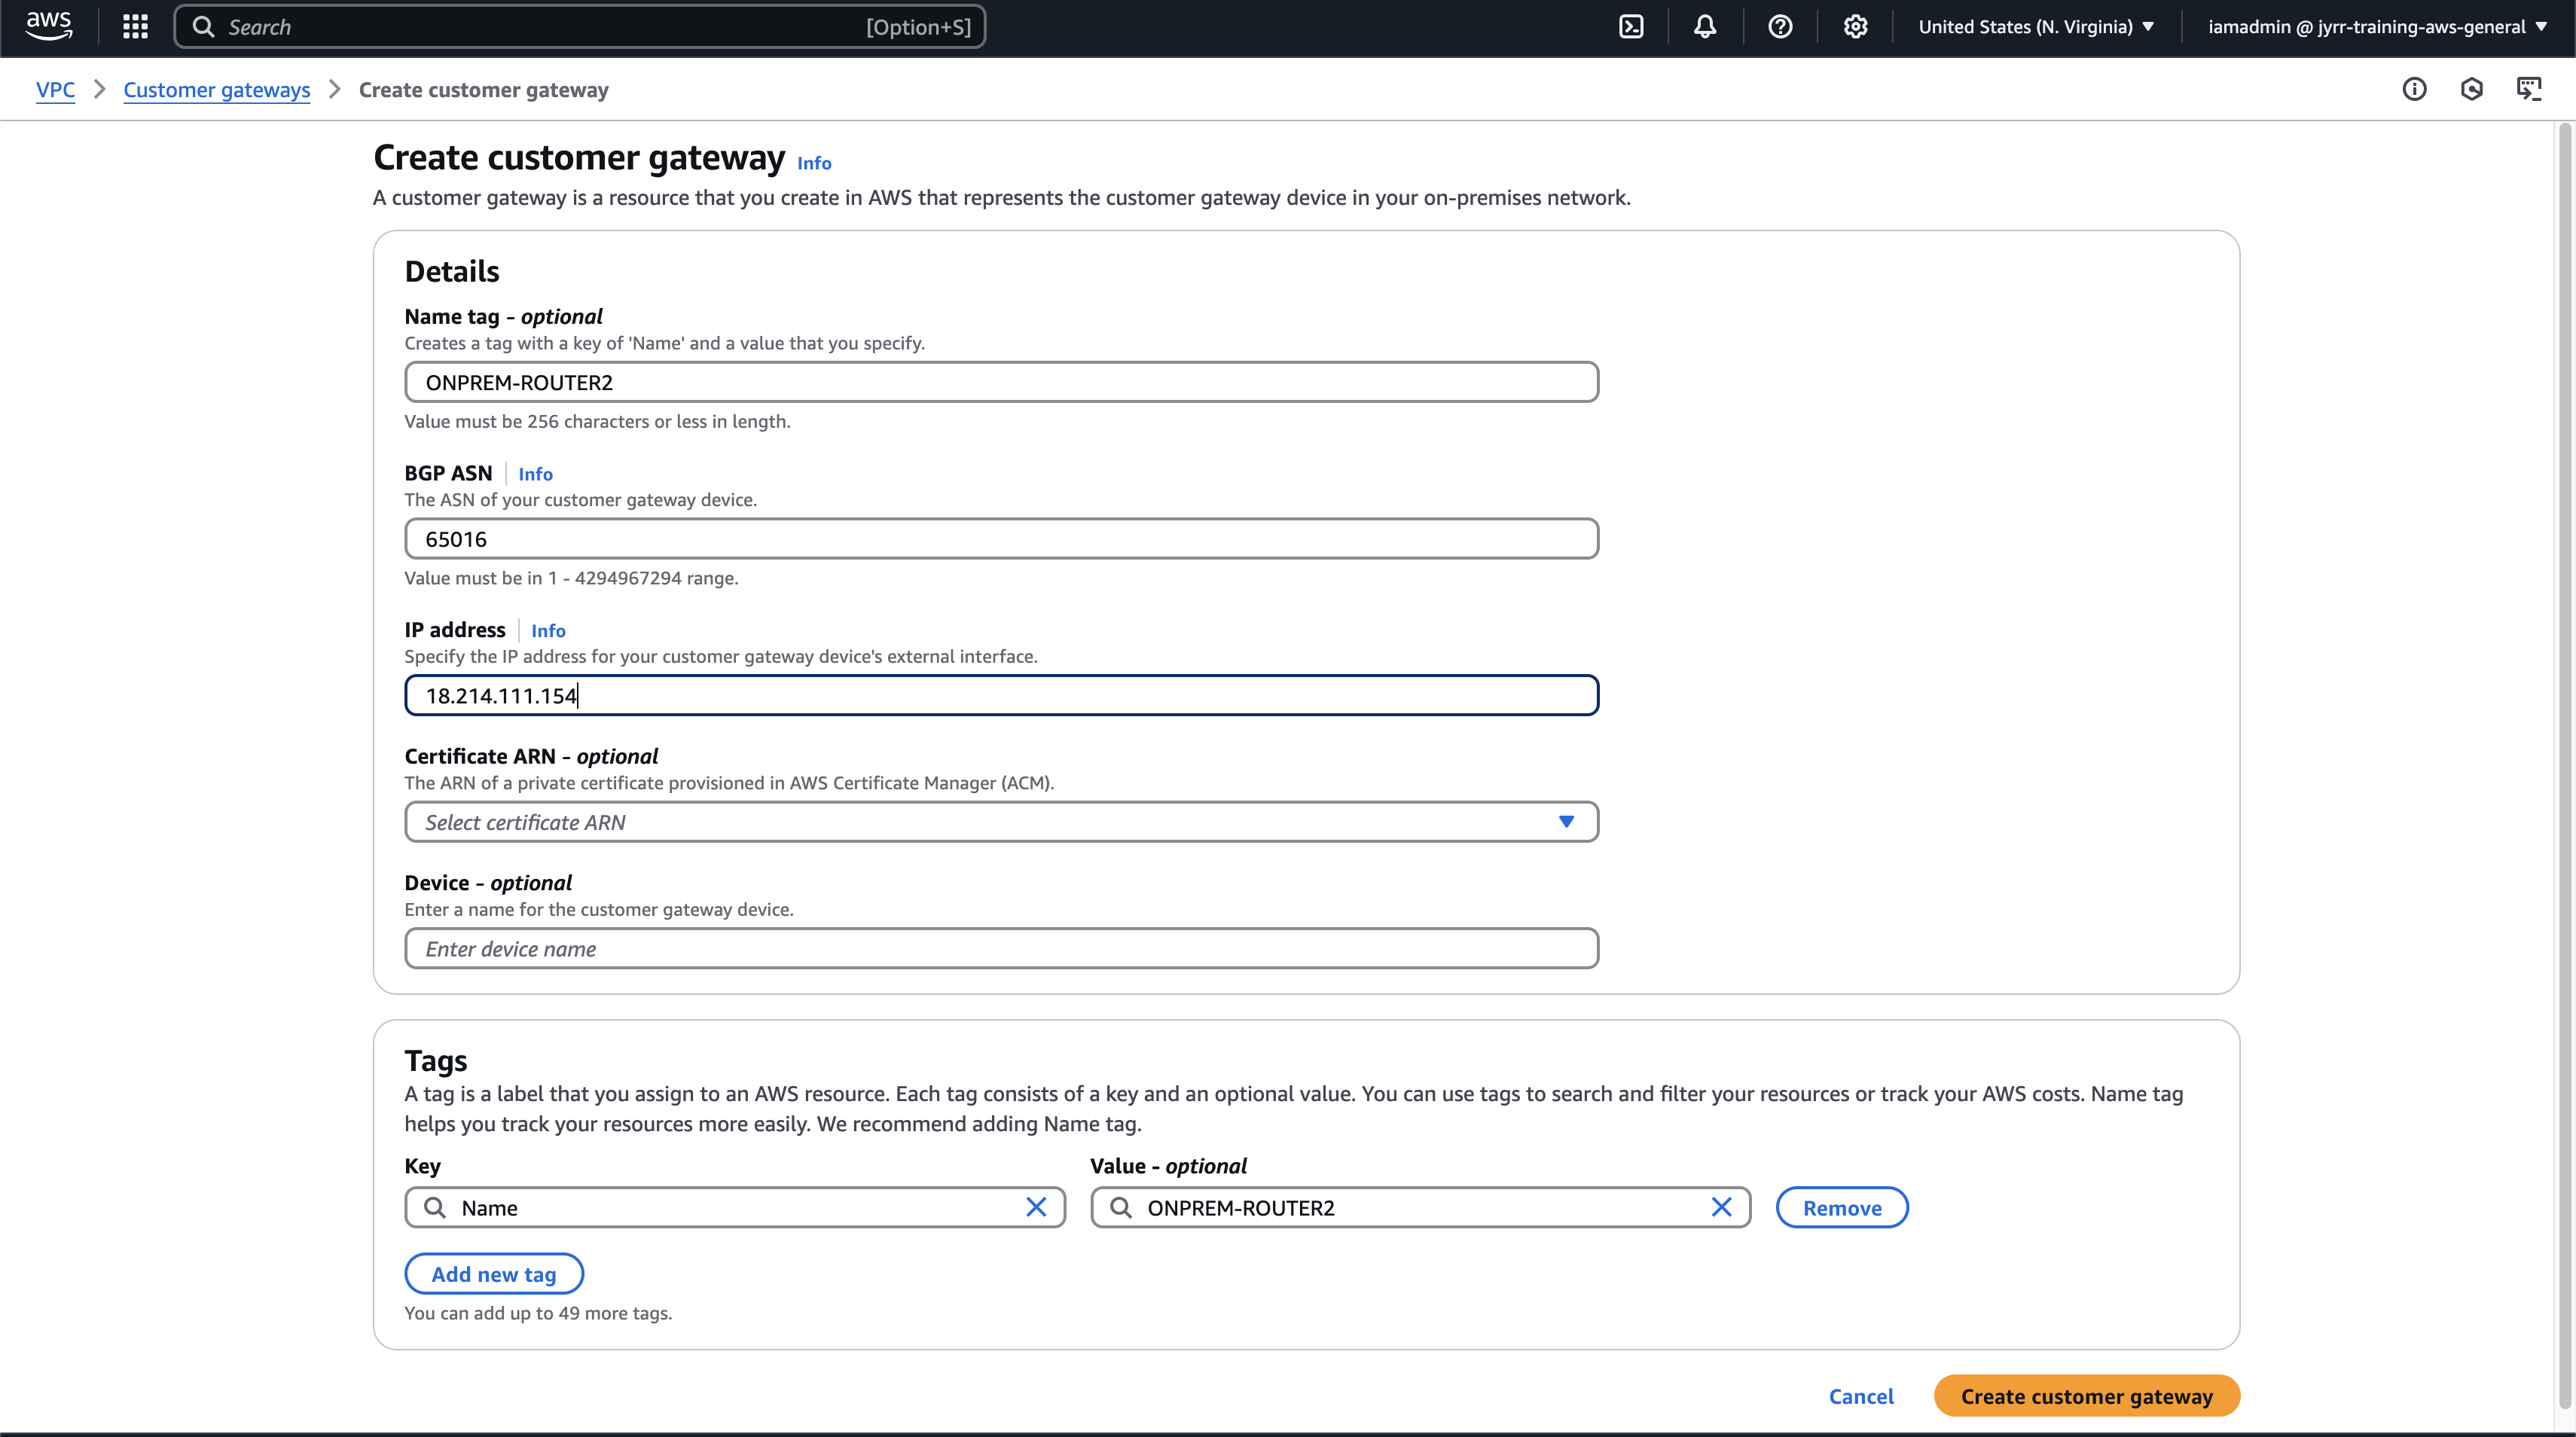 aws
Search
[Option+S]
United States (N. Virginia)
iamadmin @ jyrr-training-aws-general
VPC
Customer gateways
Create customer gateway
Create customer gateway
Info
A customer gateway is a resource that you create in AWS that represents the customer gateway device in your on-premises network.
Details
Name tag - optional
Creates a tag with a key of 'Name' and a value that you specify.
ONPREM-ROUTER2
Value must be 256 characters or less in length.
BGP ASN
Info
The ASN of your customer gateway device.
65016
Value must be in 1 - 4294967294 range.
IP address
Info
Specify the IP address for your customer gateway device's external interface.
18.214.111.154
Certificate ARN - optional
The ARN of a private certificate provisioned in AWS Certificate Manager (ACM).
Select certificate ARN
Device - optional
Enter a name for the customer gateway device.
Enter device name
Tags
A tag is a label that you assign to an AWS resource. Each tag consists of a key and an optional value. You can use tags to search and filter your resources or track your AWS costs. Name tag
helps you track your resources more easily. We recommend adding Name tag.
Key
Value - optional
Name
ONPREM-ROUTER2
Remove
Add new tag
You can add up to 49 more tags.
Cancel
Create customer gateway